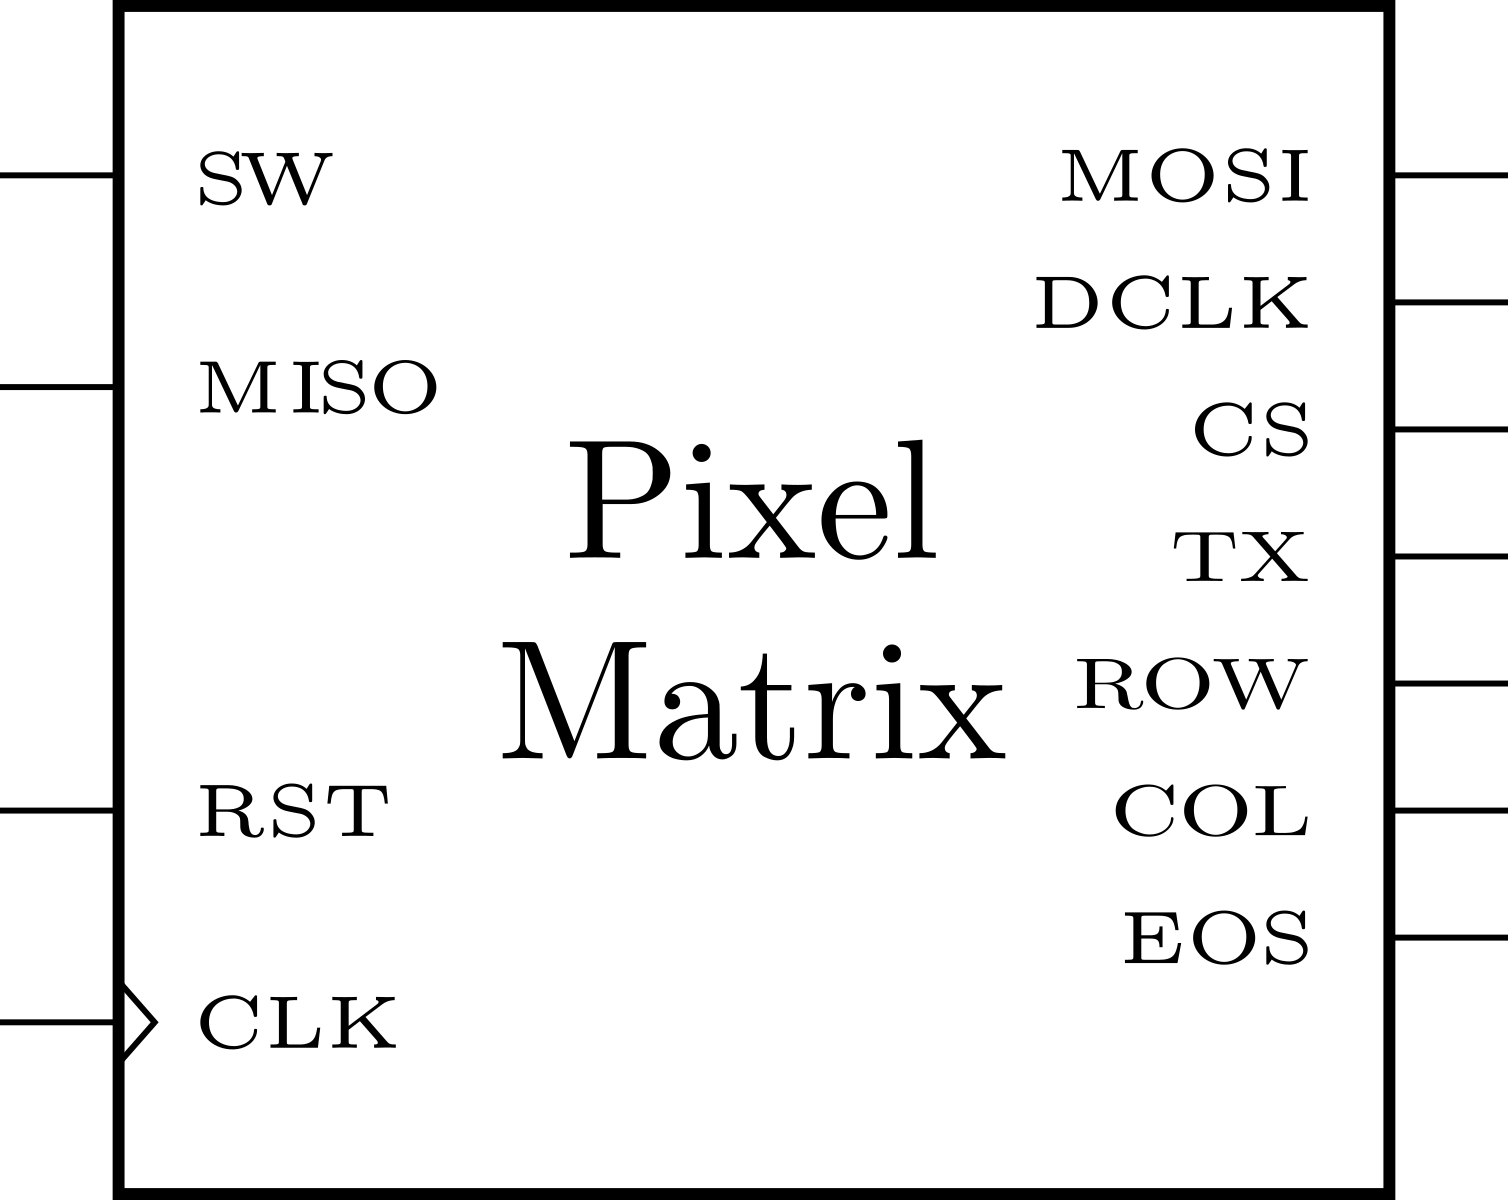 SW
MISO
RST
CLK
Pixel
Matrix
MOSI
DCLK
CS
TX
ROW
COL
EOS